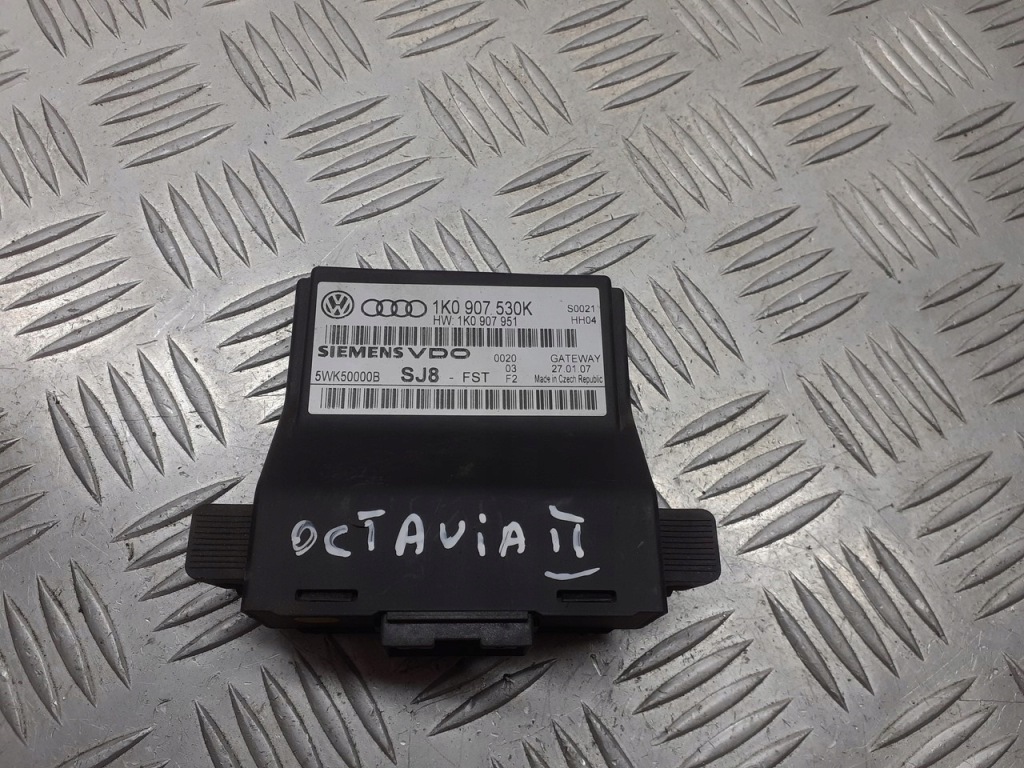 1K0 907 530K S0021
HW: 1K0 907 951 HH04
SIEMENS VDO 0020 GATEWAY
03 27.01.07
5WK50000B SJ8 - FST F2 Made in Czech Republic
OCTAViA II